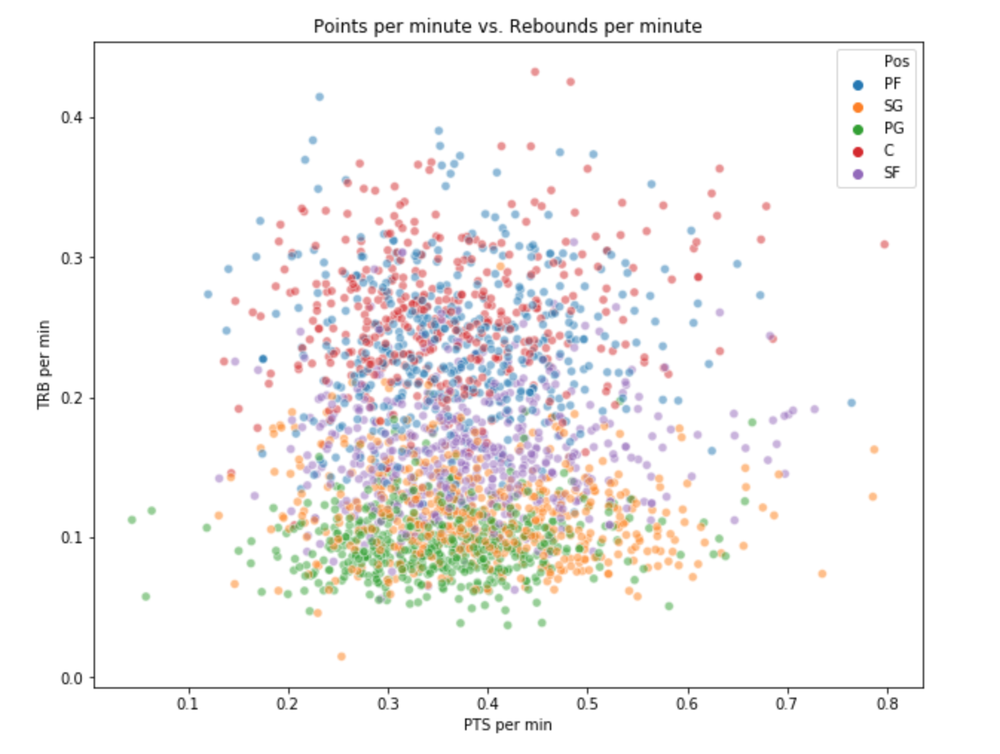 Points per minute vs. Rebounds per minute
Pos
PF
SG
PG
C
SF
0.4
0.3
0.2
0.1
0.0
TRB per min
0.1 0.2 0.3 0.4 0.5 0.6 0.7 0.8
PTS per min